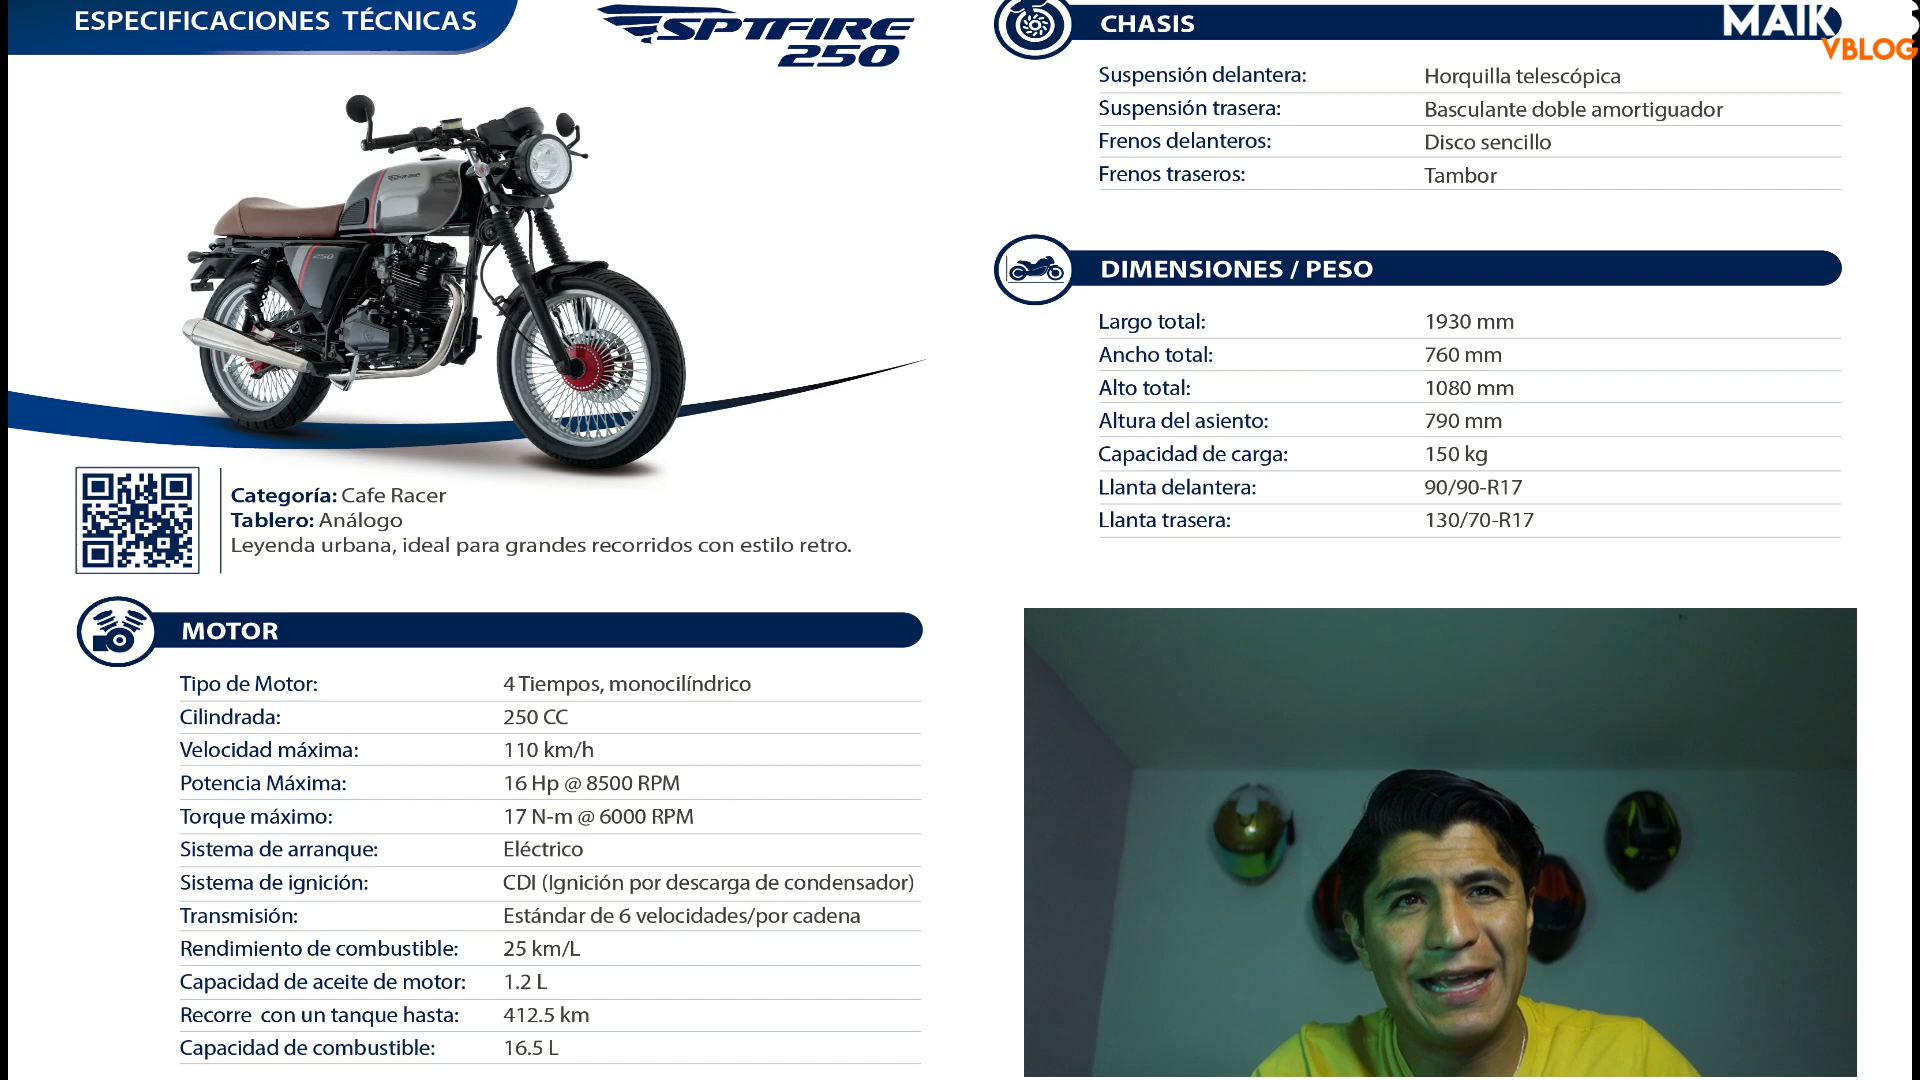 ESPECIFICACIONES TÉCNICAS
SPTFIRE
250
250
Categoría: Cafe Racer
Tablero: Análogo
Leyenda urbana, ideal para grandes recorridos con estilo retro.
MOTOR
Tipo de Motor: 4 Tiempos, monocilíndrico
Cilindrada: 250 CC
Velocidad máxima: 110 km/h
Potencia Máxima: 16 Hp @ 8500 RPM
Torque máximo: 17 N-m @ 6000 RPM
Sistema de arranque: Eléctrico
Sistema de ignición: CDI (Ignición por descarga de condensador)
Transmisión: Estándar de 6 velocidades/por cadena
Rendimiento de combustible: 25 km/L
Capacidad de aceite de motor: 1.2 L
Recorre con un tanque hasta: 412.5 km
Capacidad de combustible: 16.5 L
CHASIS
MAIK
VBLOG
Suspensión delantera: Horquilla telescópica
Suspensión trasera: Basculante doble amortiguador
Frenos delanteros: Disco sencillo
Frenos traseros: Tambor
DIMENSIONES / PESO
Largo total: 1930 mm
Ancho total: 760 mm
Alto total: 1080 mm
Altura del asiento: 790 mm
Capacidad de carga: 150 kg
Llanta delantera: 90/90-R17
Llanta trasera: 130/70-R17